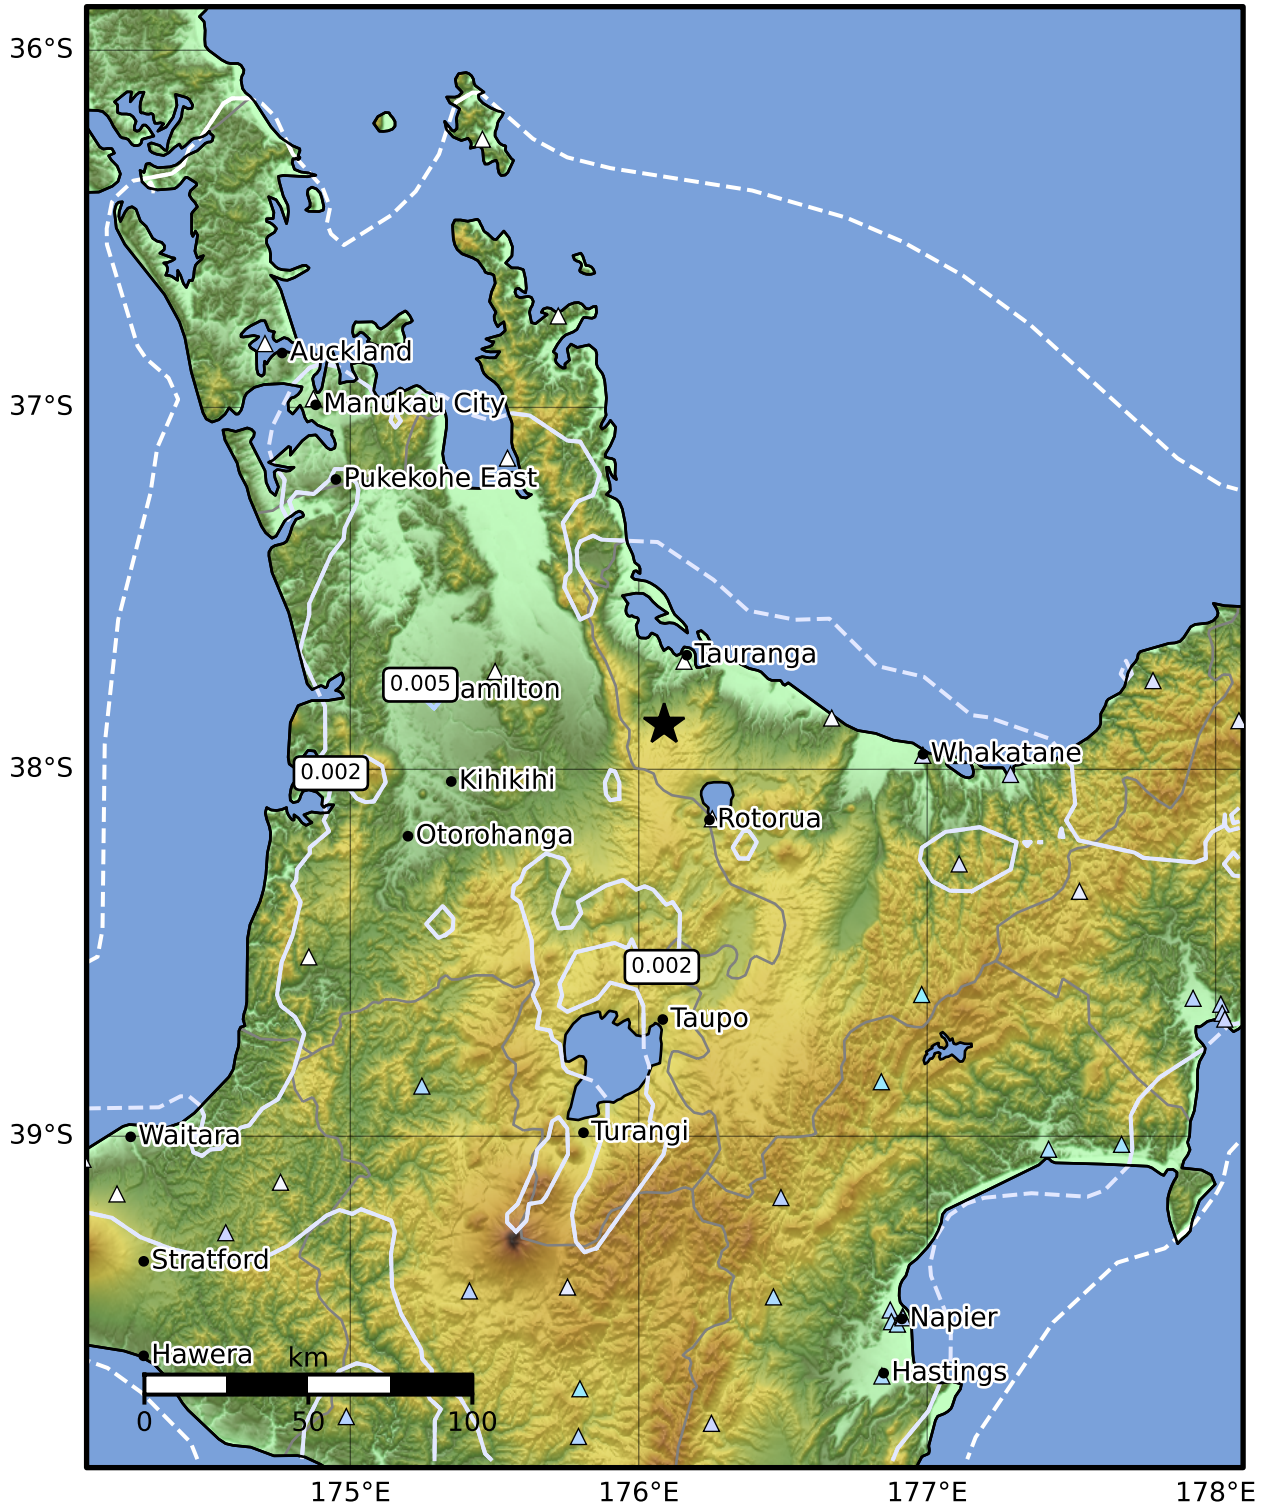 36°S
Auckland
37°S
Manukau City
Pukekohe East
Tauranga
0.005
amilton
Whakatane
38°S
0.002
Kihikihi
Rotorua
Otorohanga
0.002
Taupo
39°S
Waitara
Turangi
Stratford
Napier
Hawera
km
Hastings
0 50 100
175°E 176°E 177°E 178°E